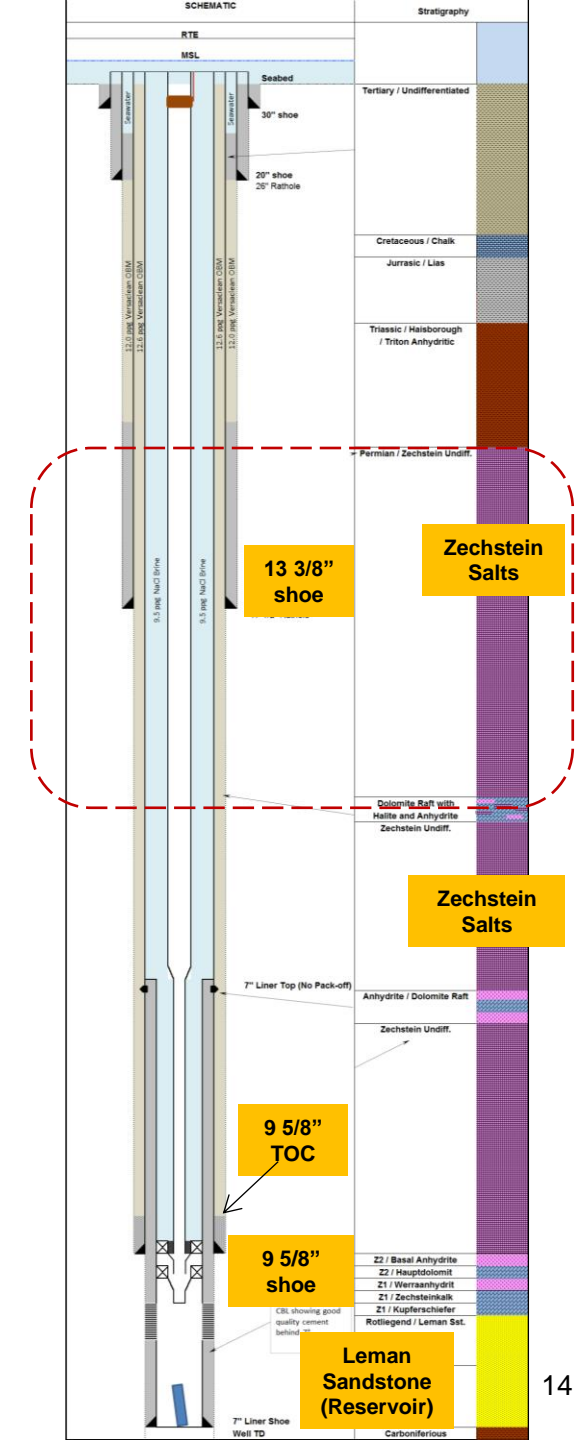 SCHEMATIC
Stratigraphy
RTE
MSL
Seabed
Tertiary / Undifferentiated
Seawater
Seawater
30" shoe
20" shoe
26" Rathole
Cretaceous / Chalk
Jurrasic / Lias
12.0 ppg Versaclean OBM
12.6 ppg Versaclean OBM
12.6 ppg Versaclean OBM
12.0 ppg Versaclean OBM
Triassic / Haisborough
/ Triton Anhydritic
Permian / Zechstein Undiff.
Zechstein
Salts
13 3/8”
shoe
9.5 ppg NaCl Brine
9.5 ppg NaCl Brine
Dolomite Raft with
Halite and Anhydrite
Zechstein Undiff.
Zechstein
Salts
7" Liner Top (No Pack-off)
Anhydrite / Dolomite Raft
Zechstein Undiff.
9 5/8”
TOC
9 5/8”
shoe
Z2 / Basal Anhydrite
Z2 / Hauptdolomit
Z1 / Werraanhydrit
Z1 / Zechsteinkalk
Z1 / Kupferschiefer
CBL showing good
quality cement
behind
Rotliegend / Leman Sst.
Leman
Sandstone
(Reservoir)
14
7" Liner Shoe
Well TD
Carboniferious